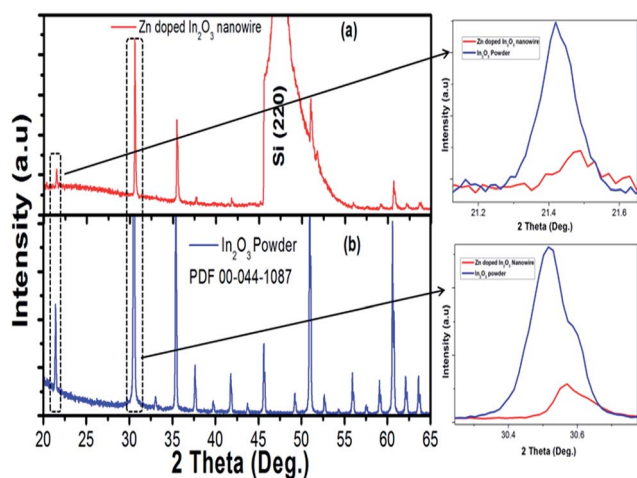 Zn doped In₂O₃ nanowire
(a)
Si (220)
(b)
In₂O₃ Powder
PDF 00-044-1087
Intensity (a.u)
20 25 30 35 40 45 50 55 60 65
2 Theta (Deg.)
Zn doped In₂O₃ nanowire
In₂O₃ Powder
Intensity (a.u)
21.2 21.4 21.6
2 Theta (Deg.)
Zn doped In₂O₃ Nanowire
In₂O₃ powder
Intensity (a.u)
30.4 30.6
2 Theta (Deg.)